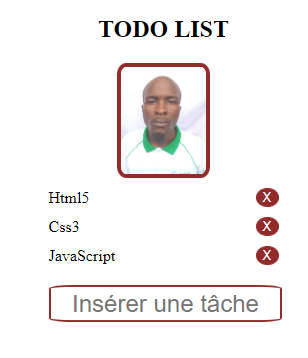 TODO LIST
Html5 X
Css3 X
JavaScript X
Insérer une tâche